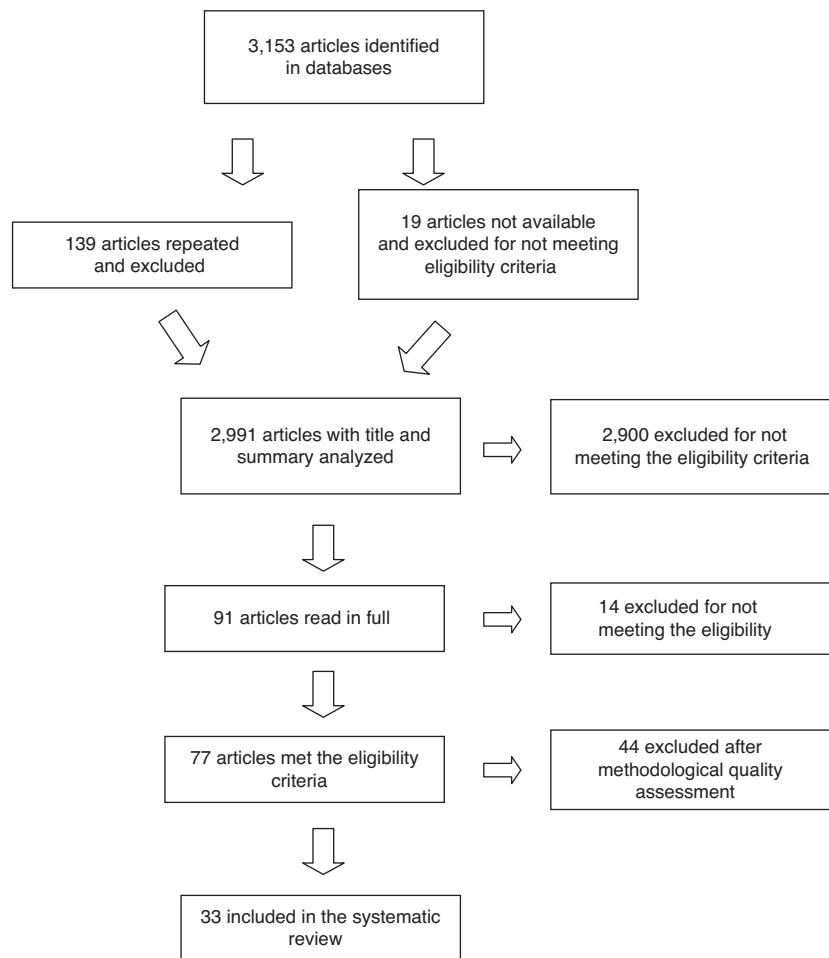 3,153 articles identified
in databases
139 articles repeated
and excluded
19 articles not available
and excluded for not meeting
eligibility criteria
2,991 articles with title and
summary analyzed
2,900 excluded for not
meeting the eligibility criteria
91 articles read in full
14 excluded for not
meeting the eligibility
77 articles met the eligibility
criteria
44 excluded after
methodological quality
assessment
33 included in the systematic
review